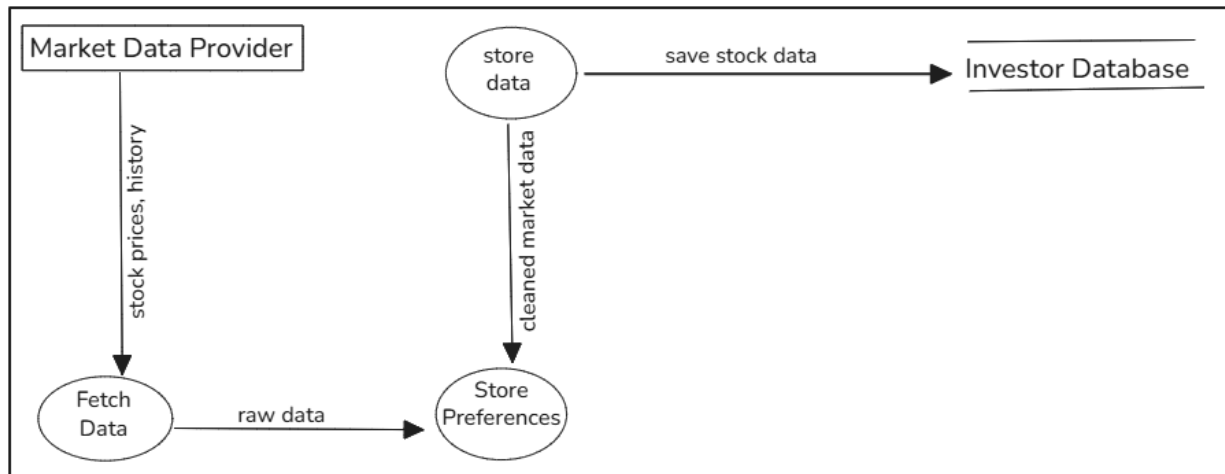 Market Data Provider
store
data
save stock data
Investor Database
stock prices, history
cleaned market data
Fetch
Data
raw data
Store
Preferences